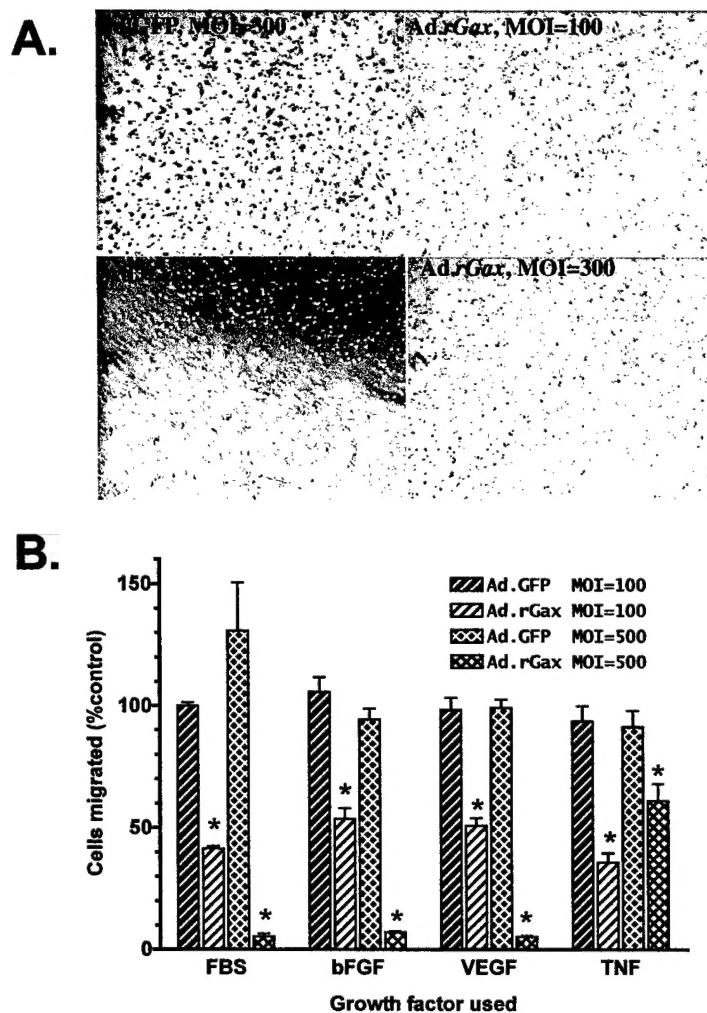 A.
MOI=
Ad.rGax, MOI=100
Ad.rGax, MOI=300
B.
Cells migrated (%control)
150
100
50
0
Ad.GFP MOI=100
Ad.rGax MOI=100
Ad.GFP MOI=500
Ad.rGax MOI=500
* * * * * * * *
FBS bFGF VEGF TNF
Growth factor used